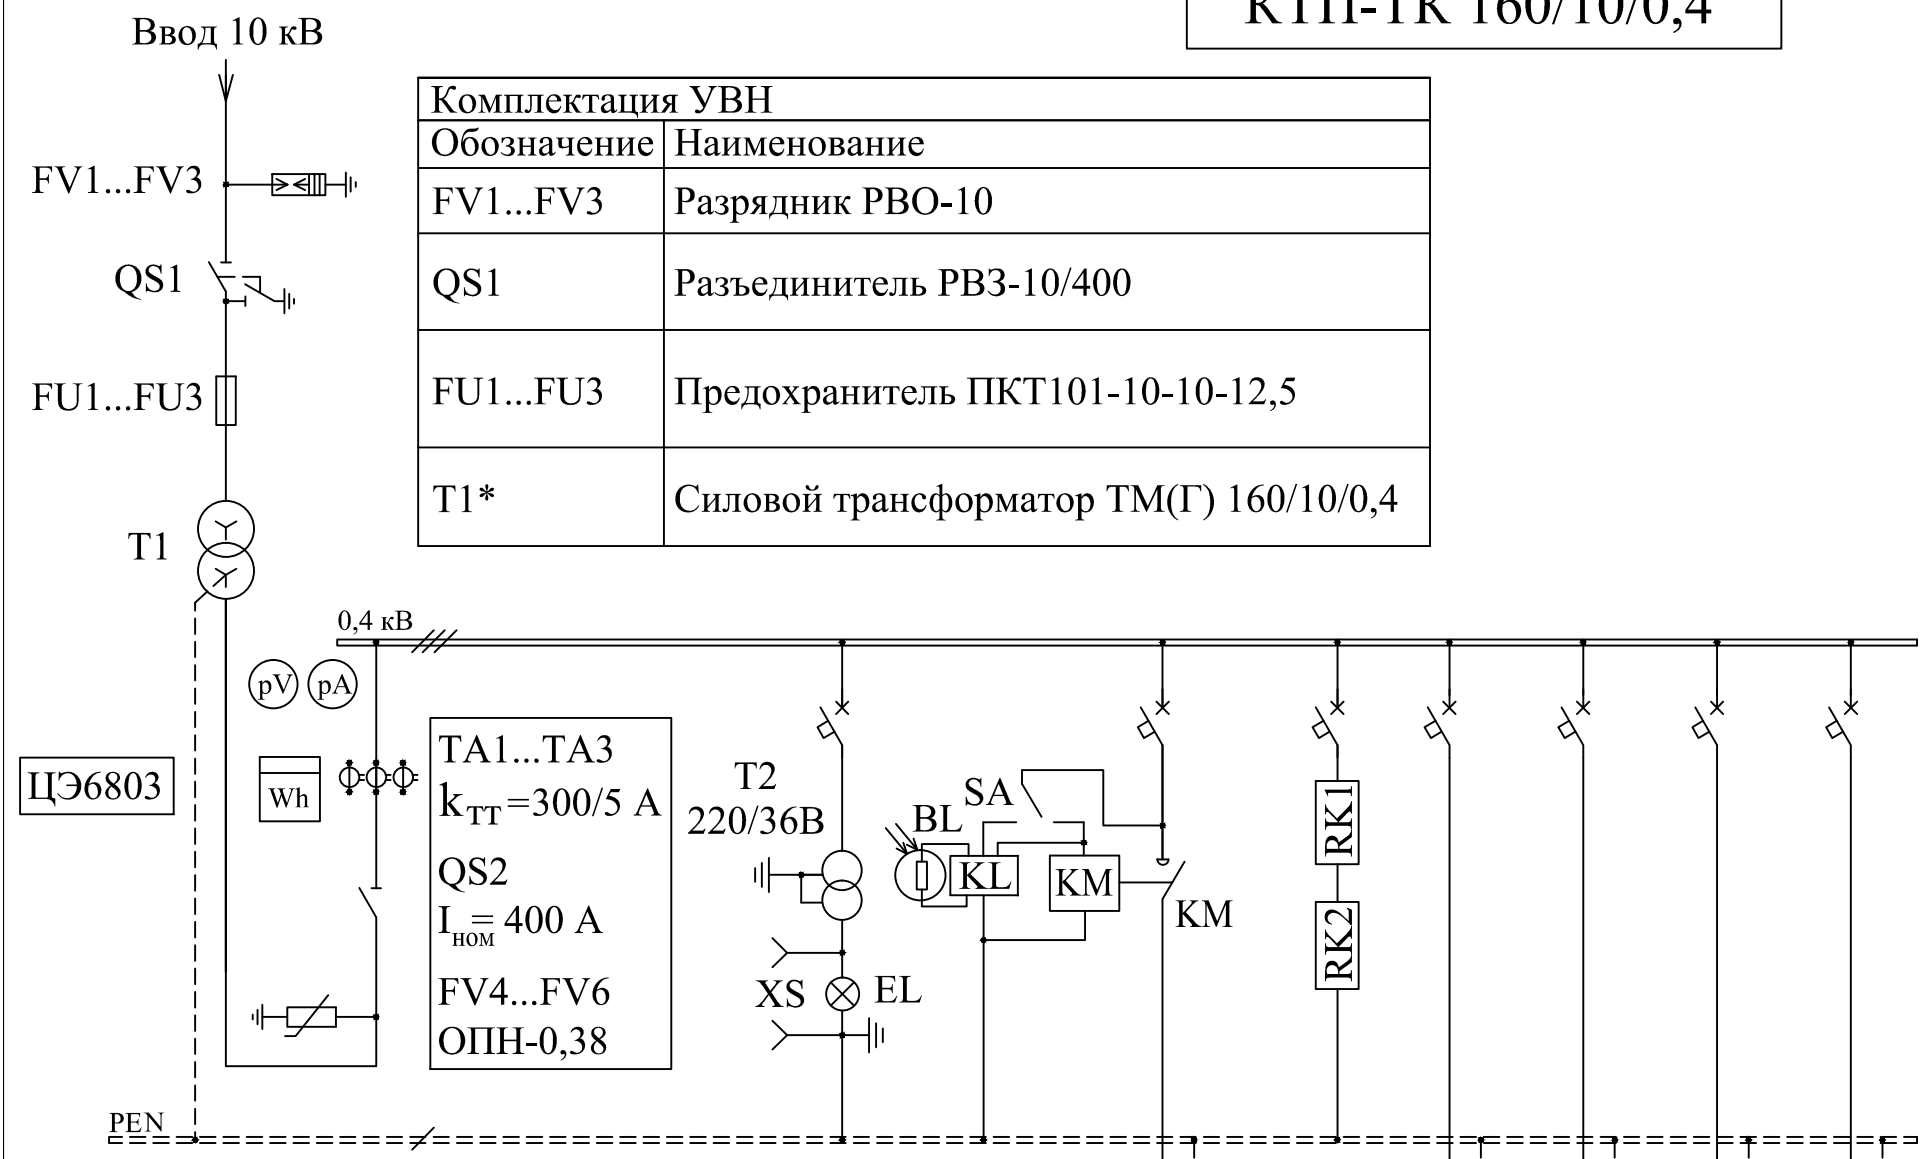 КТП-ТК 160/10/0,4
Ввод 10 кВ
Комплектация УВН
Обозначение Наименование
FV1...FV3 Разрядник РВО-10
QS1 Разъединитель РВЗ-10/400
FU1...FU3 Предохранитель ПКТ101-10-10-12,5
T1* Силовой трансформатор ТМ(Г) 160/10/0,4
FV1...FV3
QS1
FU1...FU3
T1
0,4 кВ
pV pA
ЦЭ6803
Wh
TA1...TA3
kТТ=300/5 А
QS2
Iном= 400 А
FV4...FV6
ОПН-0,38
T2
220/36В
XS EL
BL
SA
KL
KM
KM
RK1
RK2
PEN